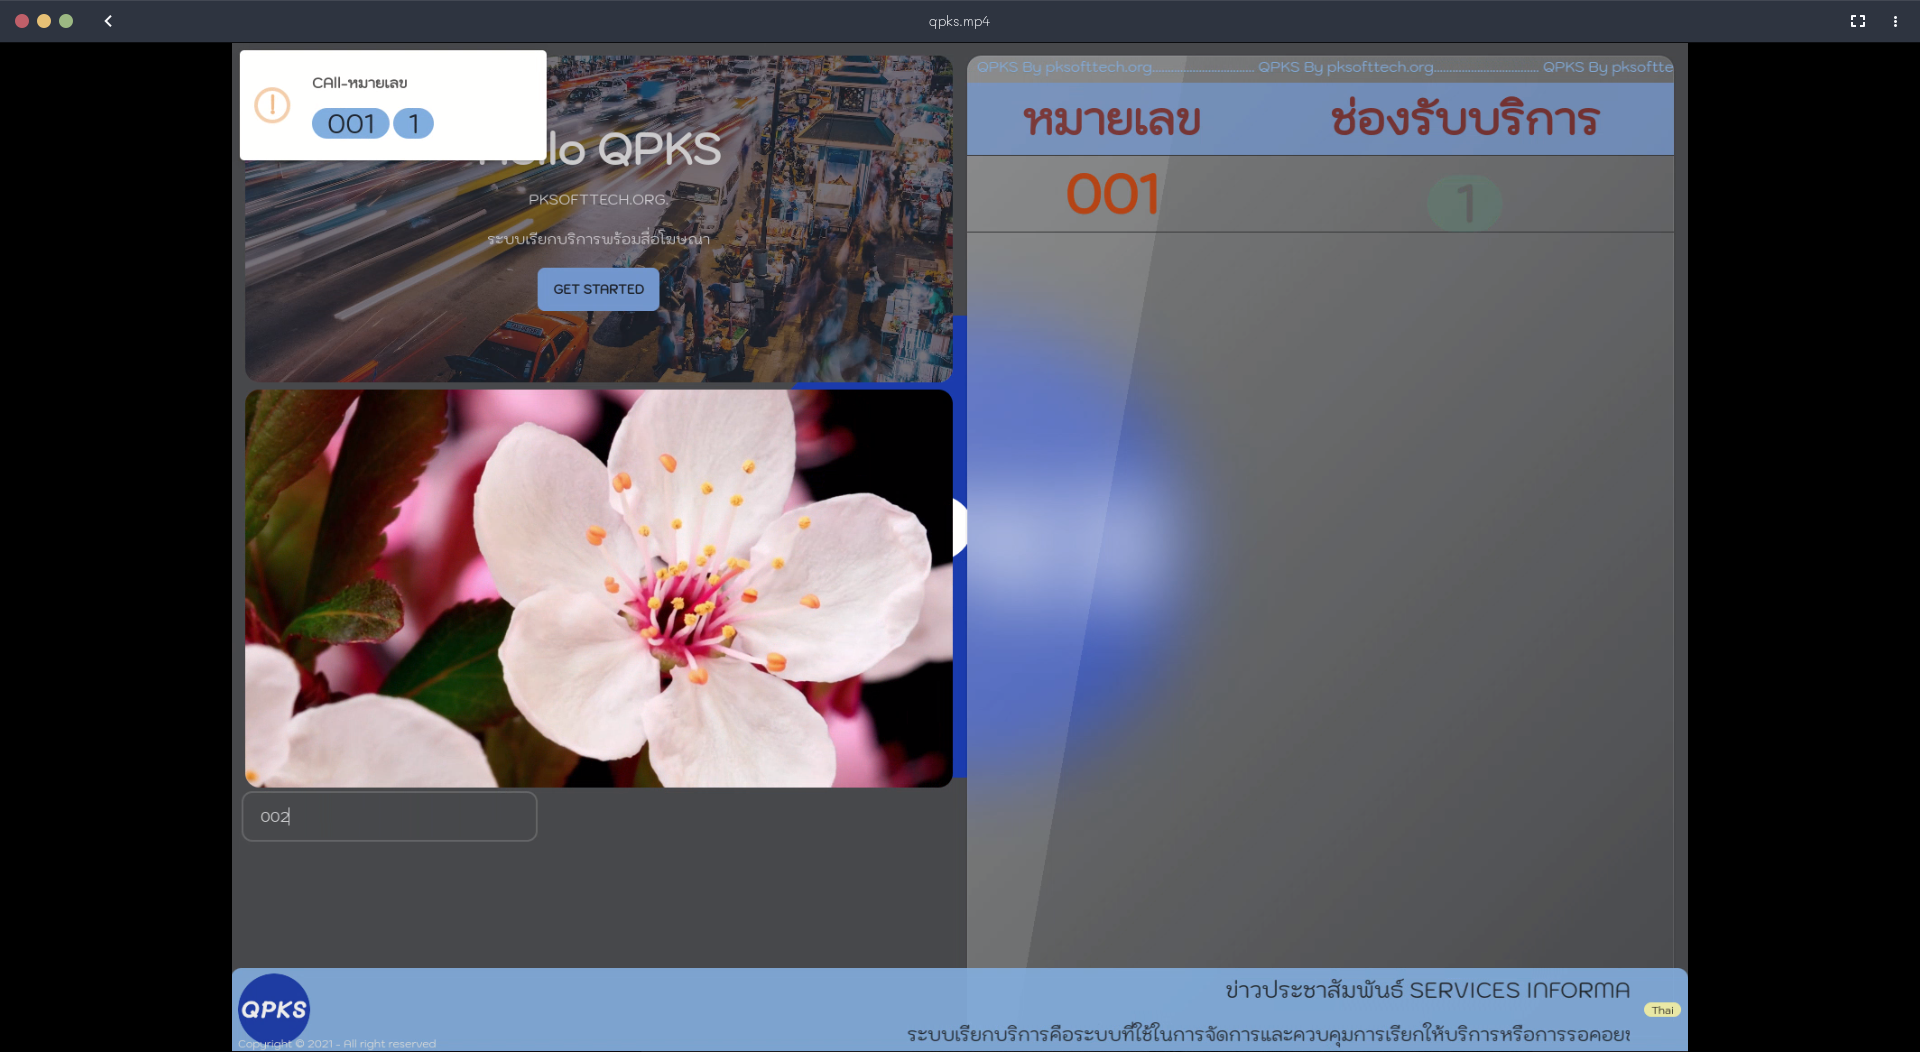 qpks.mp4
CAll-หมายเลข
001 1
Hello QPKS
PKSOFTTECH.ORG.
ระบบเรียกบริการพร้อมสื่อโฆษณา
GET STARTED
002
QPKS By pksofttech.org................................... QPKS By pksofttech.org................................... QPKS By pksoftte
หมายเลข ช่องรับบริการ
001 1
QPKS
Copyright © 2021 - All right reserved
ข่าวประชาสัมพันธ์ SERVICES INFORMA
ระบบเรียกบริการคือระบบที่ใช้ในการจัดการและควบคุมการเรียกให้บริการหรือการรอคอยข
Thai